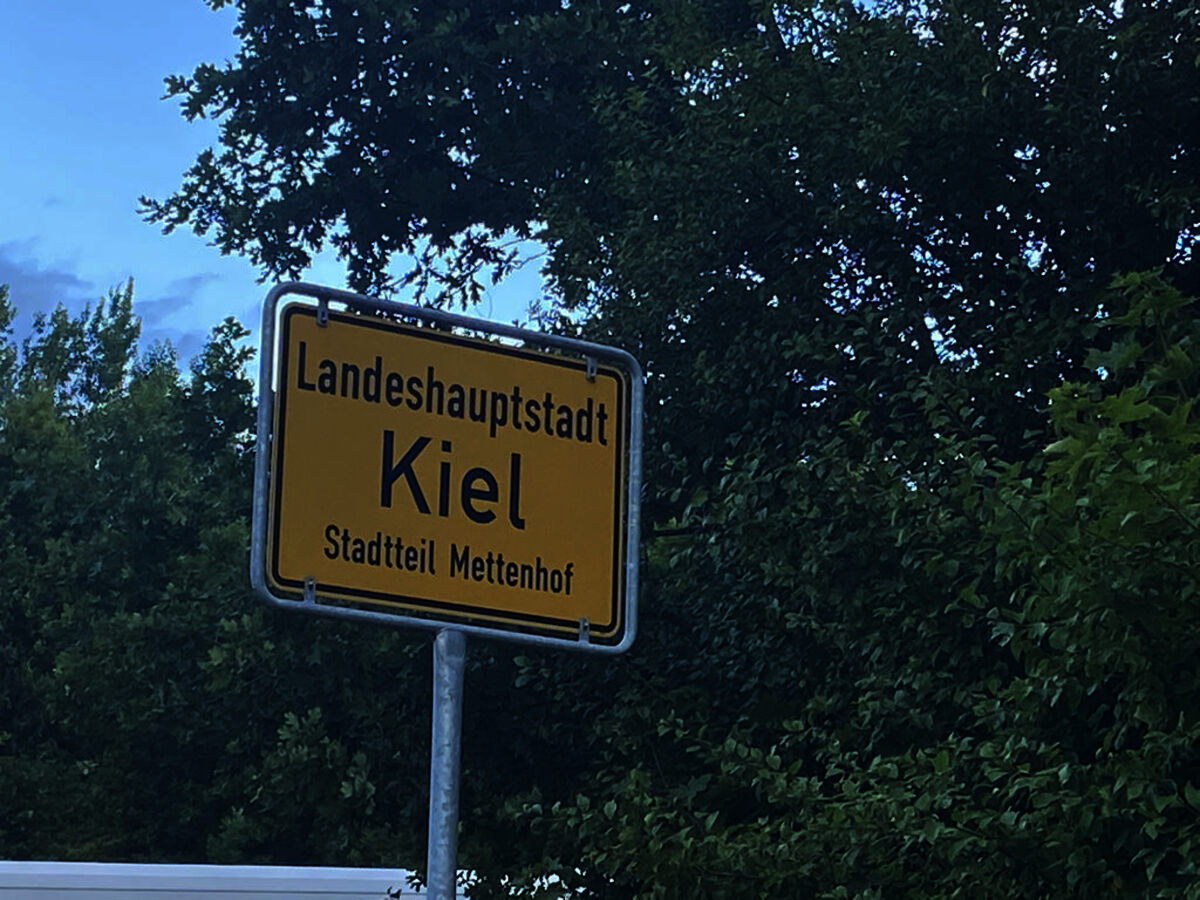 Landeshauptstadt
Kiel
Stadtteil Mettenhof